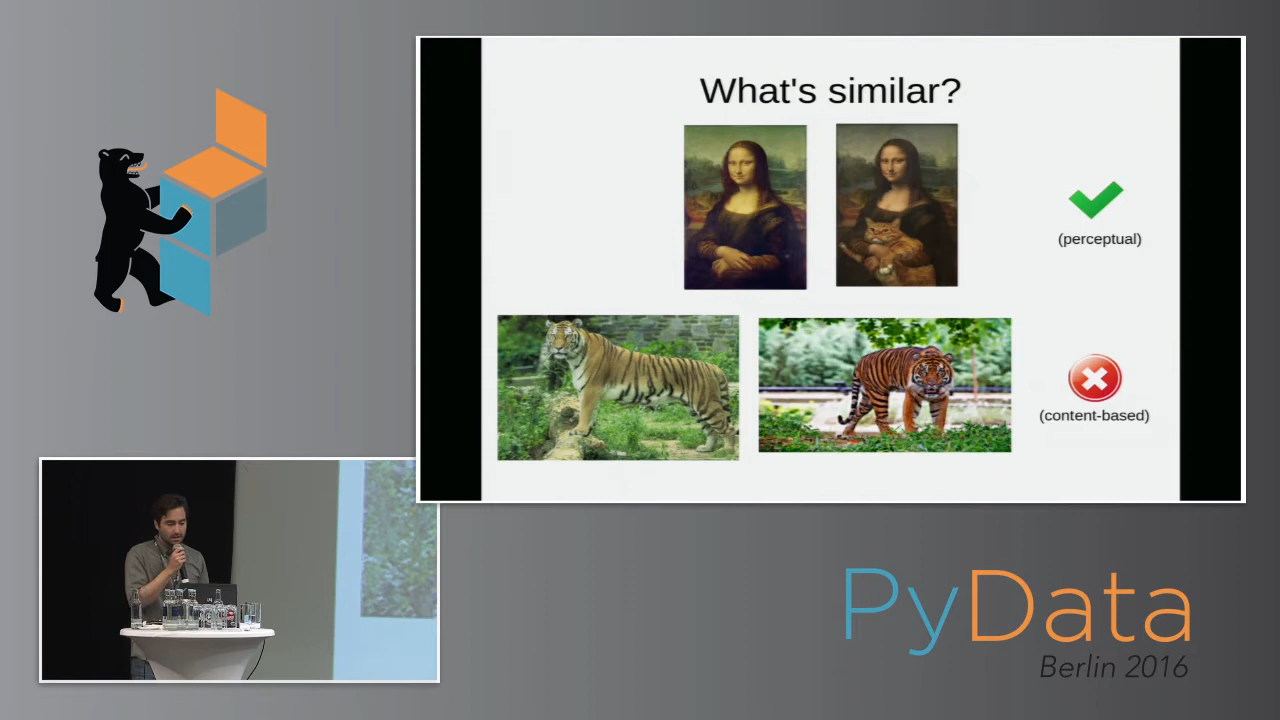 What's similar?
(perceptual)
(content-based)
PyData
Berlin 2016